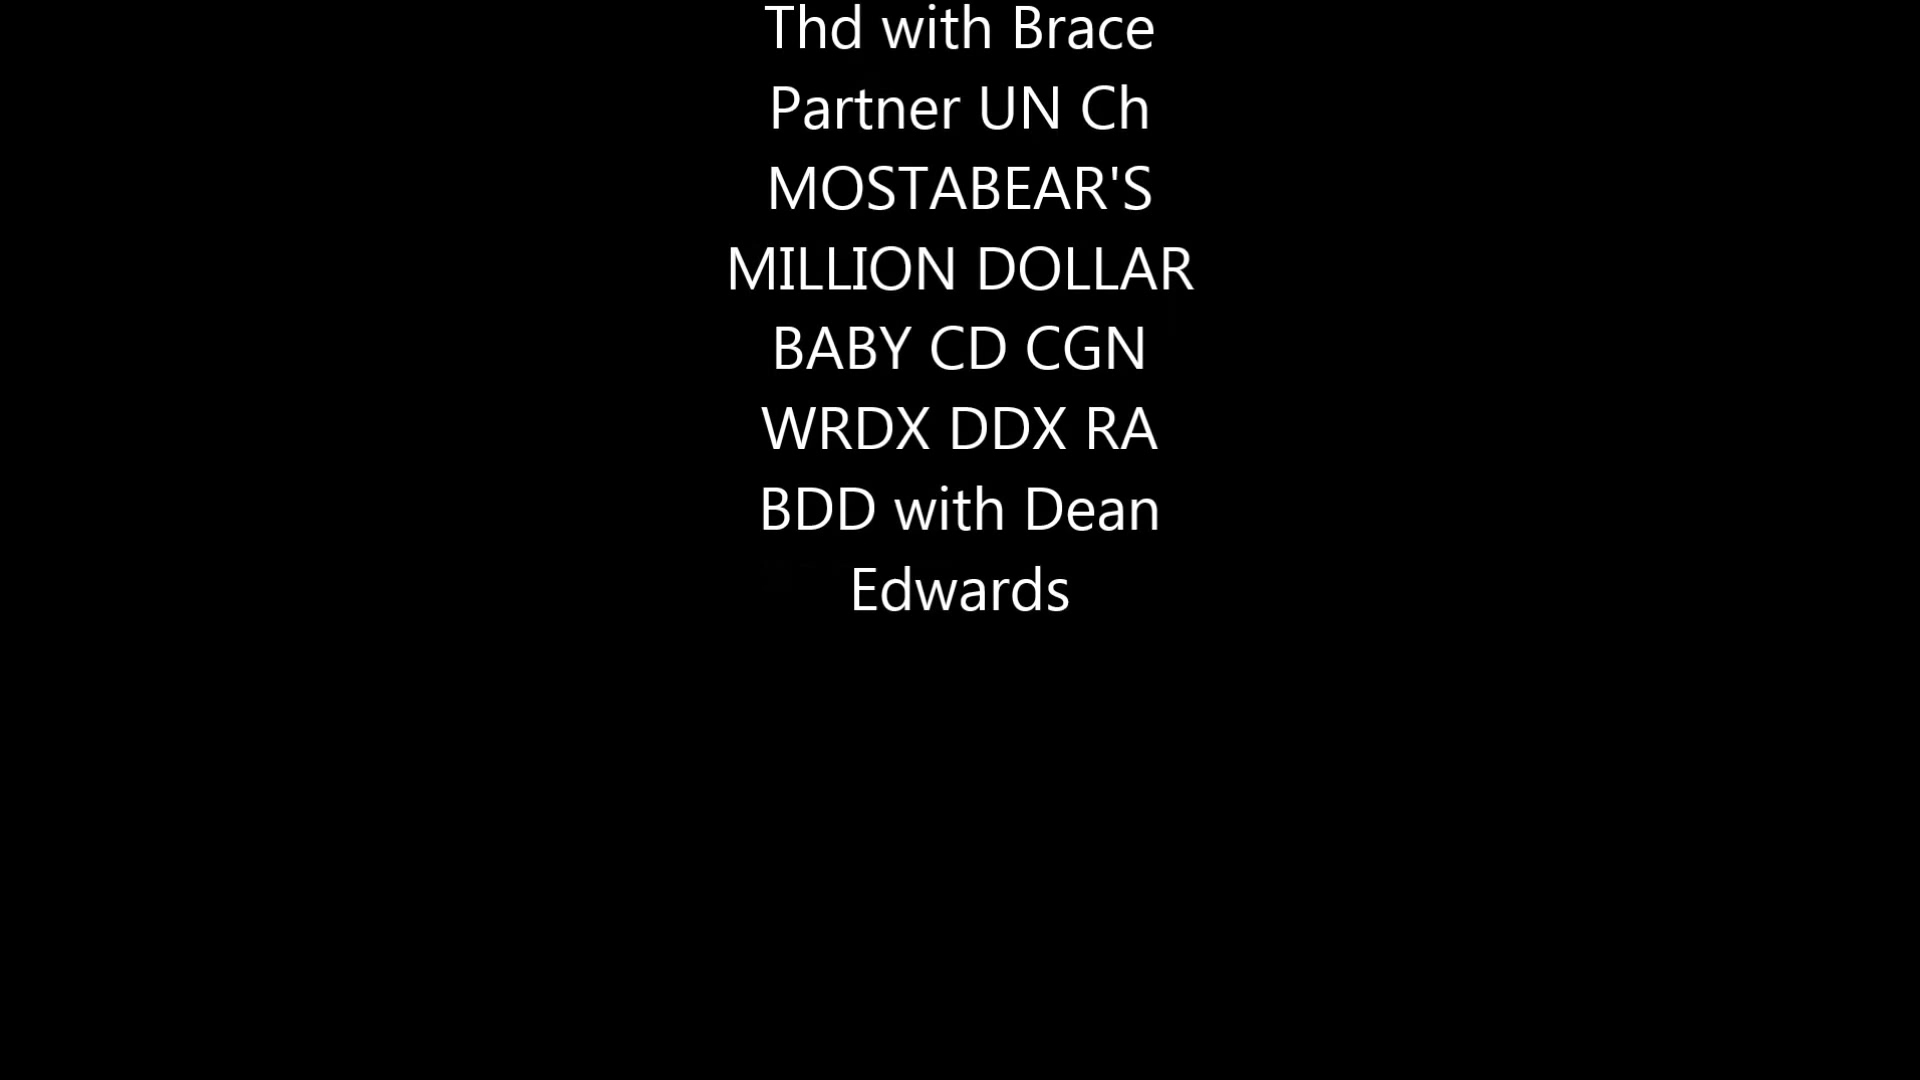 Thd with Brace
Partner UN Ch
MOSTABEAR'S
MILLION DOLLAR
BABY CD CGN
WRDX DDX RA
BDD with Dean
Edwards